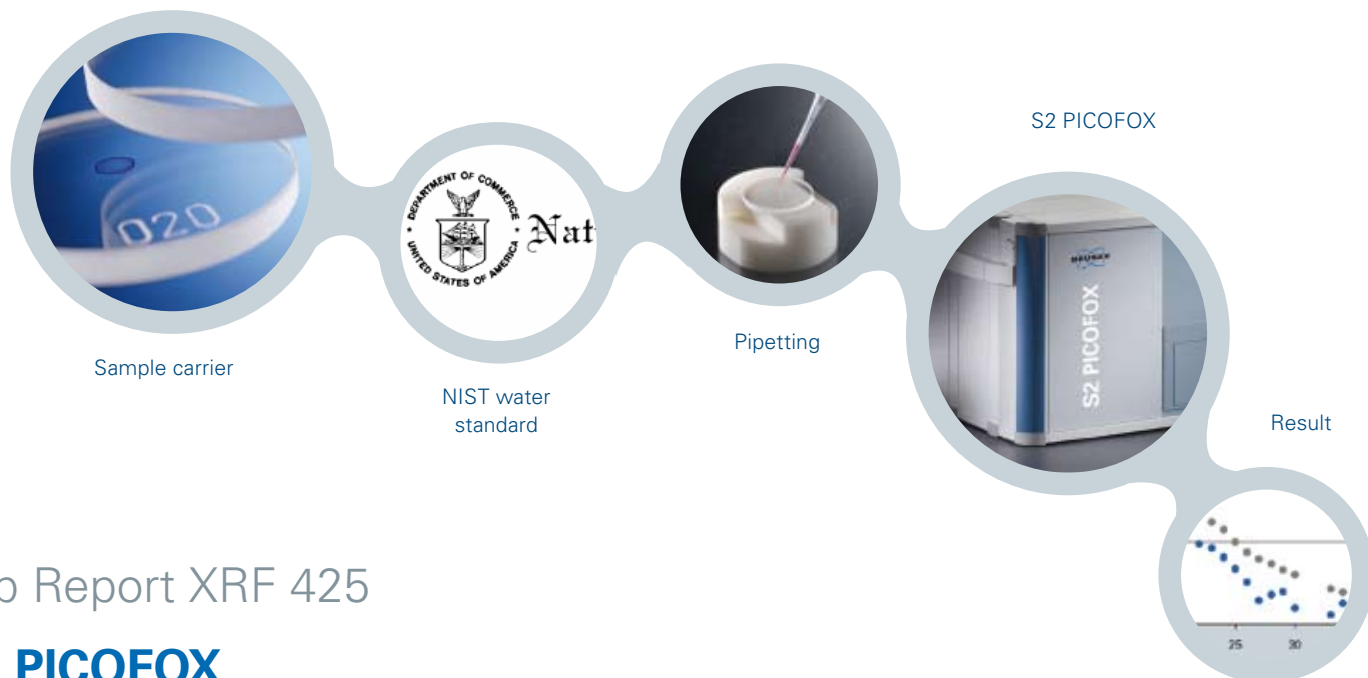 S2 PICOFOX
020
DEPARTMENT OF COMMERCE
UNITED STATES OF AMERICA
Nat
BRUKER
S2 PICOFOX
Sample carrier
Pipetting
NIST water
standard
Result
25 30
Report XRF 425
PICOFOX